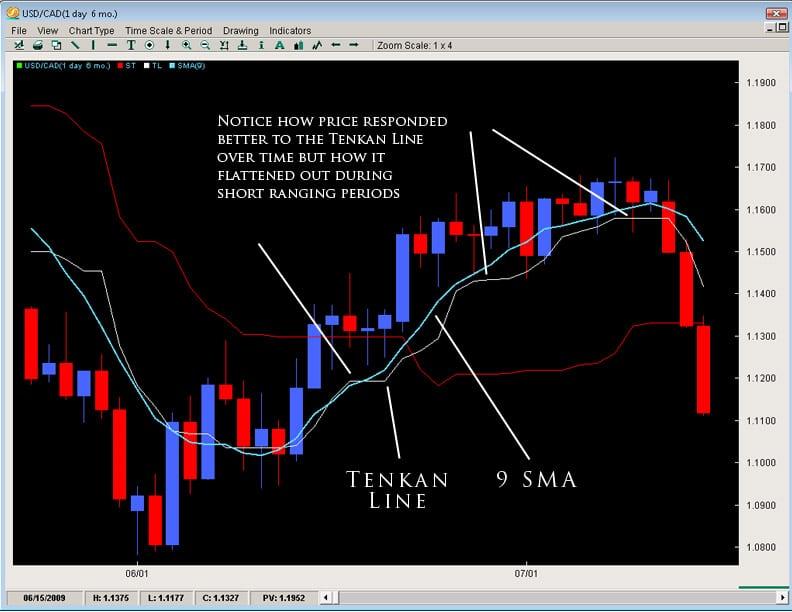 USD/CAD(1 day 6 mo.)
File View Chart Type Time Scale & Period Drawing Indicators
Zoom Scale: 1 x 4
USD/CAD(1 day 6 mo.) ST TL SMA(9)
Notice how price responded
better to the Tenkan Line
over time but how it
flattened out during
short ranging periods
Tenkan
Line
9 SMA
1.1900
1.1800
1.1700
1.1600
1.1500
1.1400
1.1300
1.1200
1.1100
1.1000
1.0900
1.0800
06/01 07/01
06/15/2009 H: 1.1375 L: 1.1177 C: 1.1327 PV: 1.1952